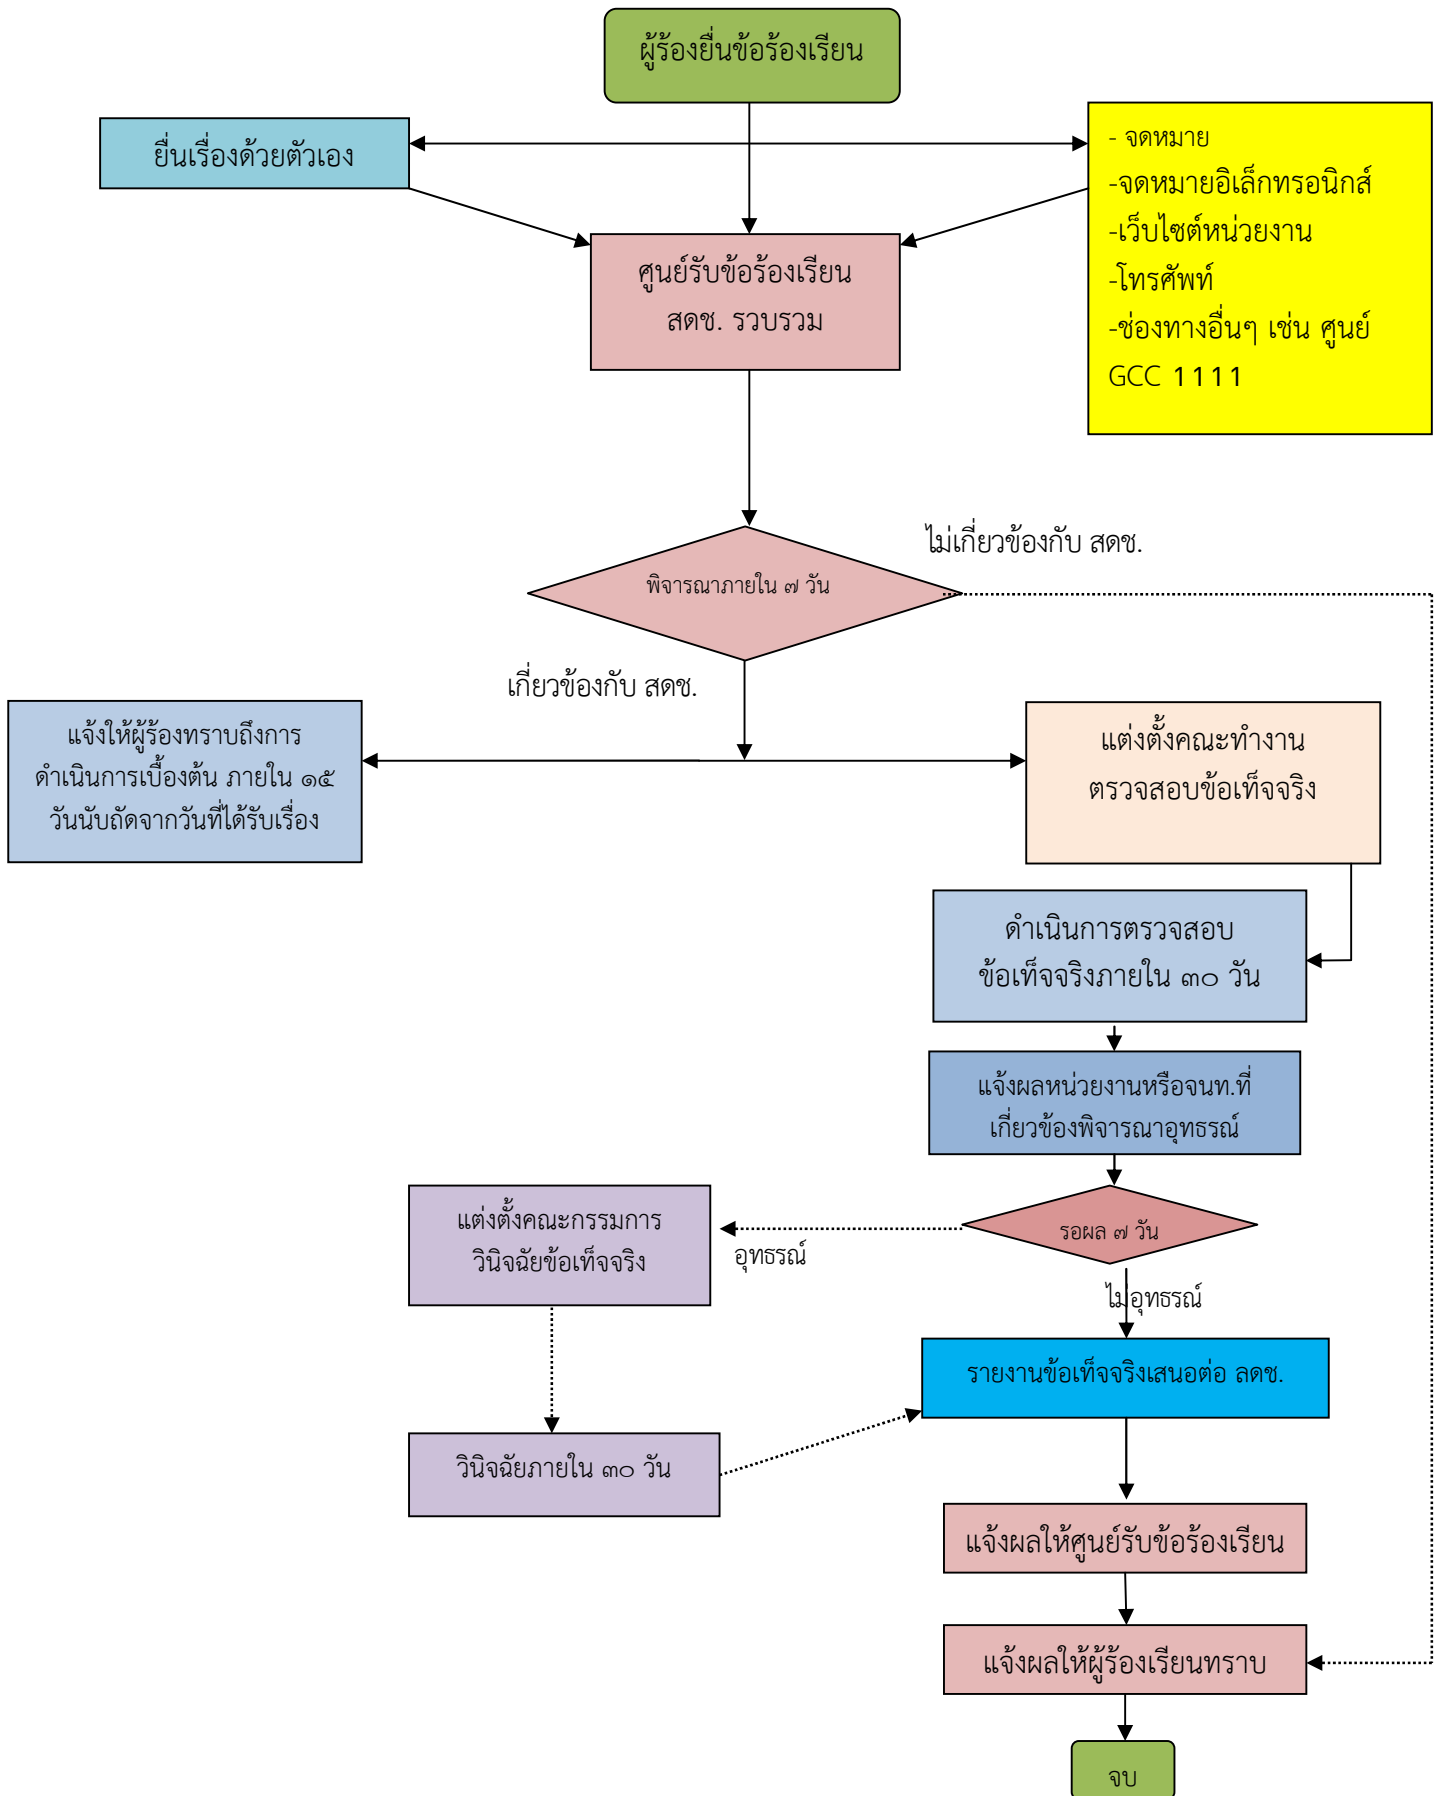 ผู้ร้องยื่นข้อร้องเรียน
ยื่นเรื่องด้วยตัวเอง
- จดหมาย
-จดหมายอิเล็กทรอนิกส์
-เว็บไซต์หน่วยงาน
-โทรศัพท์
-ช่องทางอื่นๆ เช่น ศูนย์
GCC 1111
ศูนย์รับข้อร้องเรียน
สดช. รวบรวม
ไม่เกี่ยวข้องกับ สดช.
พิจารณาภายใน ๗ วัน
เกี่ยวข้องกับ สดช.
แจ้งให้ผู้ร้องทราบถึงการ
ดำเนินการเบื้องต้น ภายใน ๑๕
วันนับถัดจากวันที่ได้รับเรื่อง
แต่งตั้งคณะทำงาน
ตรวจสอบข้อเท็จจริง
ดำเนินการตรวจสอบ
ข้อเท็จจริงภายใน ๓๐ วัน
แจ้งผลหน่วยงานหรือจนท.ที่
เกี่ยวข้องพิจารณาอุทธรณ์
แต่งตั้งคณะกรรมการ
วินิจฉัยข้อเท็จจริง
อุทธรณ์
รอผล ๗ วัน
ไม่อุทธรณ์
รายงานข้อเท็จจริงเสนอต่อ ลดช.
วินิจฉัยภายใน ๓๐ วัน
แจ้งผลให้ศูนย์รับข้อร้องเรียน
แจ้งผลให้ผู้ร้องเรียนทราบ
จบ